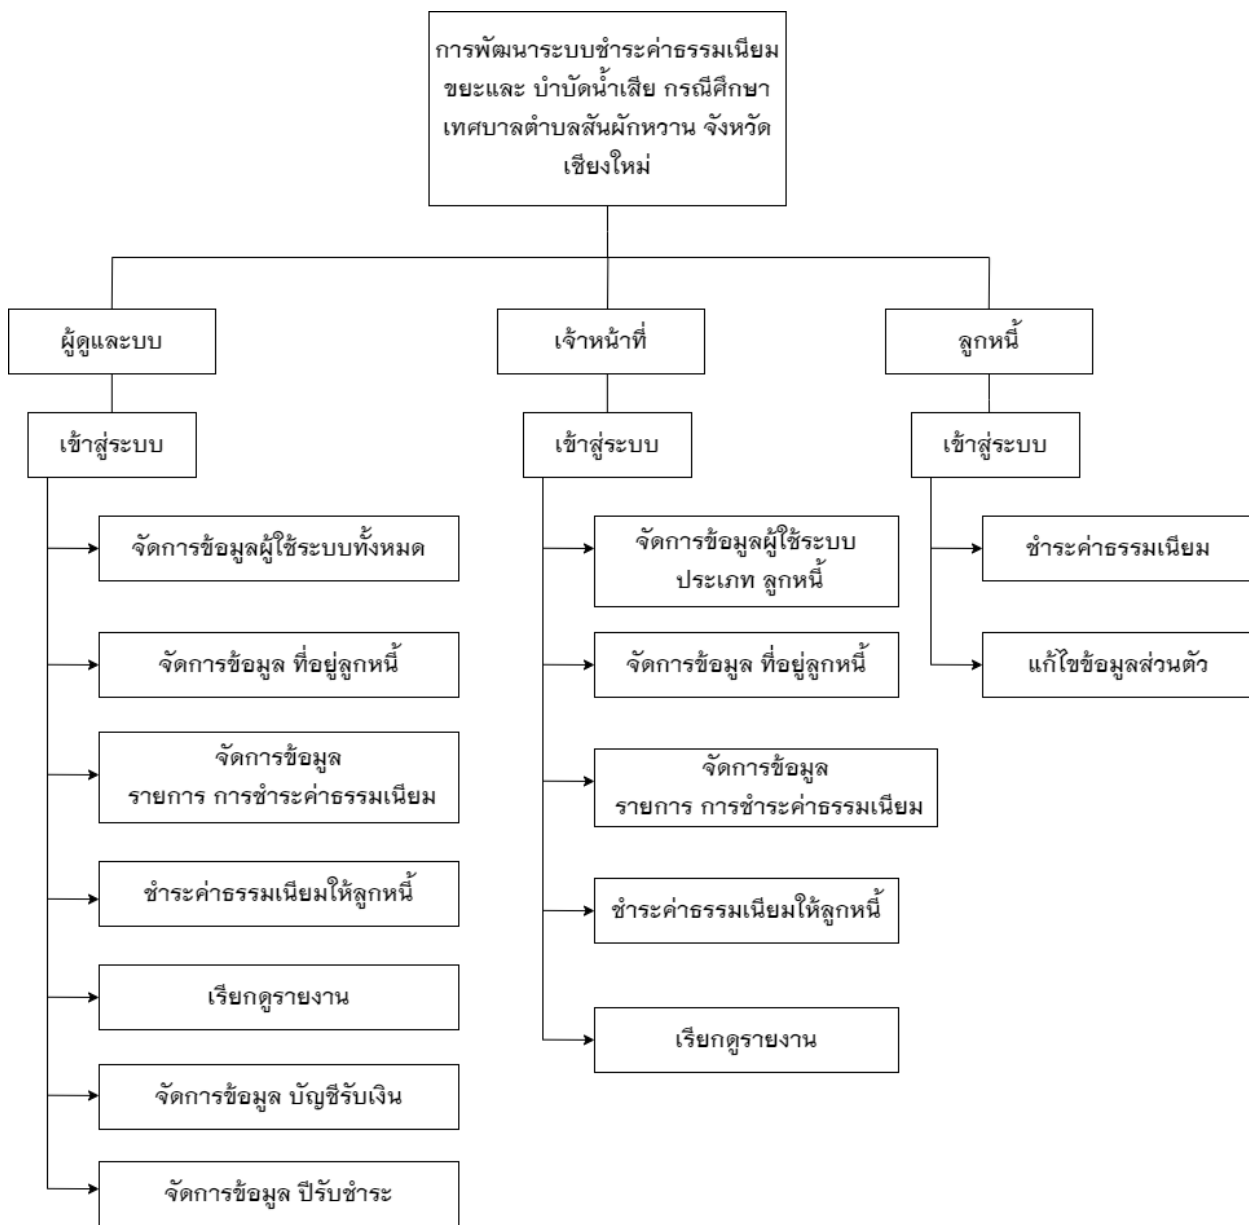 การพัฒนาระบบชำระค่าธรรมเนียม
ขยะและ บำบัดน้ำเสีย กรณีศึกษา
เทศบาลตำบลสันผักหวาน จังหวัด
เชียงใหม่
ผู้ดูและบบ
เจ้าหน้าที่
ลูกหนี้
เข้าสู่ระบบ
เข้าสู่ระบบ
เข้าสู่ระบบ
จัดการข้อมูลผู้ใช้ระบบทั้งหมด
จัดการข้อมูล ที่อยู่ลูกหนี้
จัดการข้อมูล
รายการ การชำระค่าธรรมเนียม
ชำระค่าธรรมเนียมให้ลูกหนี้
เรียกดูรายงาน
จัดการข้อมูล บัญชีรับเงิน
จัดการข้อมูล ปีรับชำระ
จัดการข้อมูลผู้ใช้ระบบ
ประเภท ลูกหนี้
จัดการข้อมูล ที่อยู่ลูกหนี้
จัดการข้อมูล
รายการ การชำระค่าธรรมเนียม
ชำระค่าธรรมเนียมให้ลูกหนี้
เรียกดูรายงาน
ชำระค่าธรรมเนียม
แก้ไขข้อมูลส่วนตัว